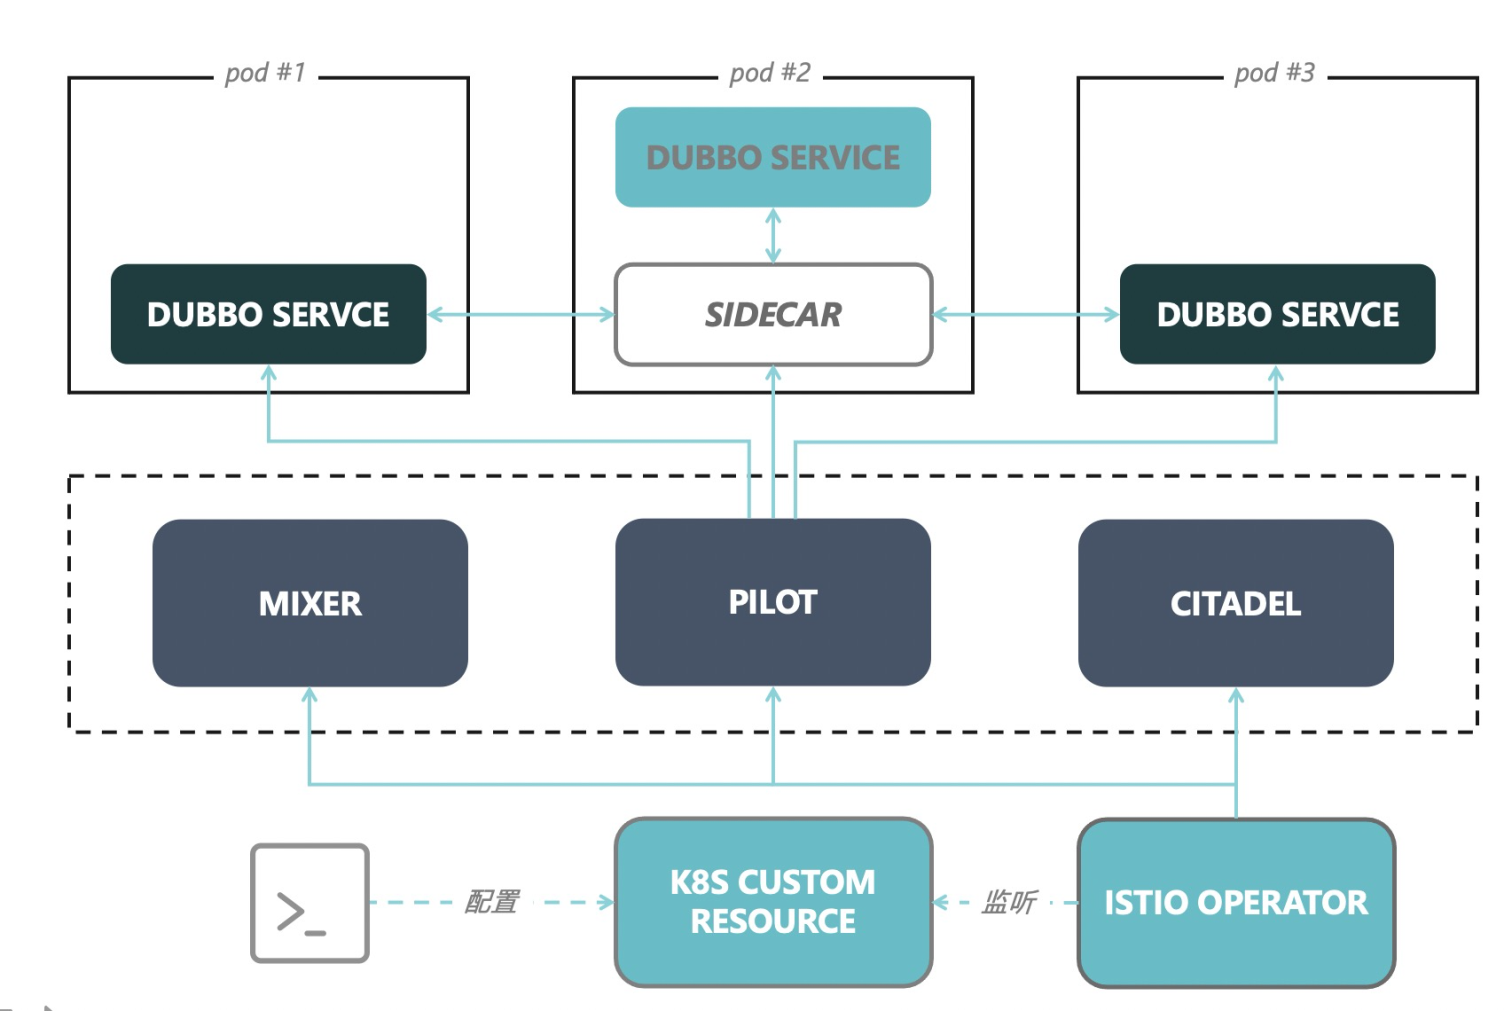 pod #1
pod #2
pod #3
DUBBO SERVICE
DUBBO SERVCE
SIDECAR
DUBBO SERVCE
MIXER
PILOT
CITADEL
>_
配置
K8S CUSTOM
RESOURCE
监听
ISTIO OPERATOR